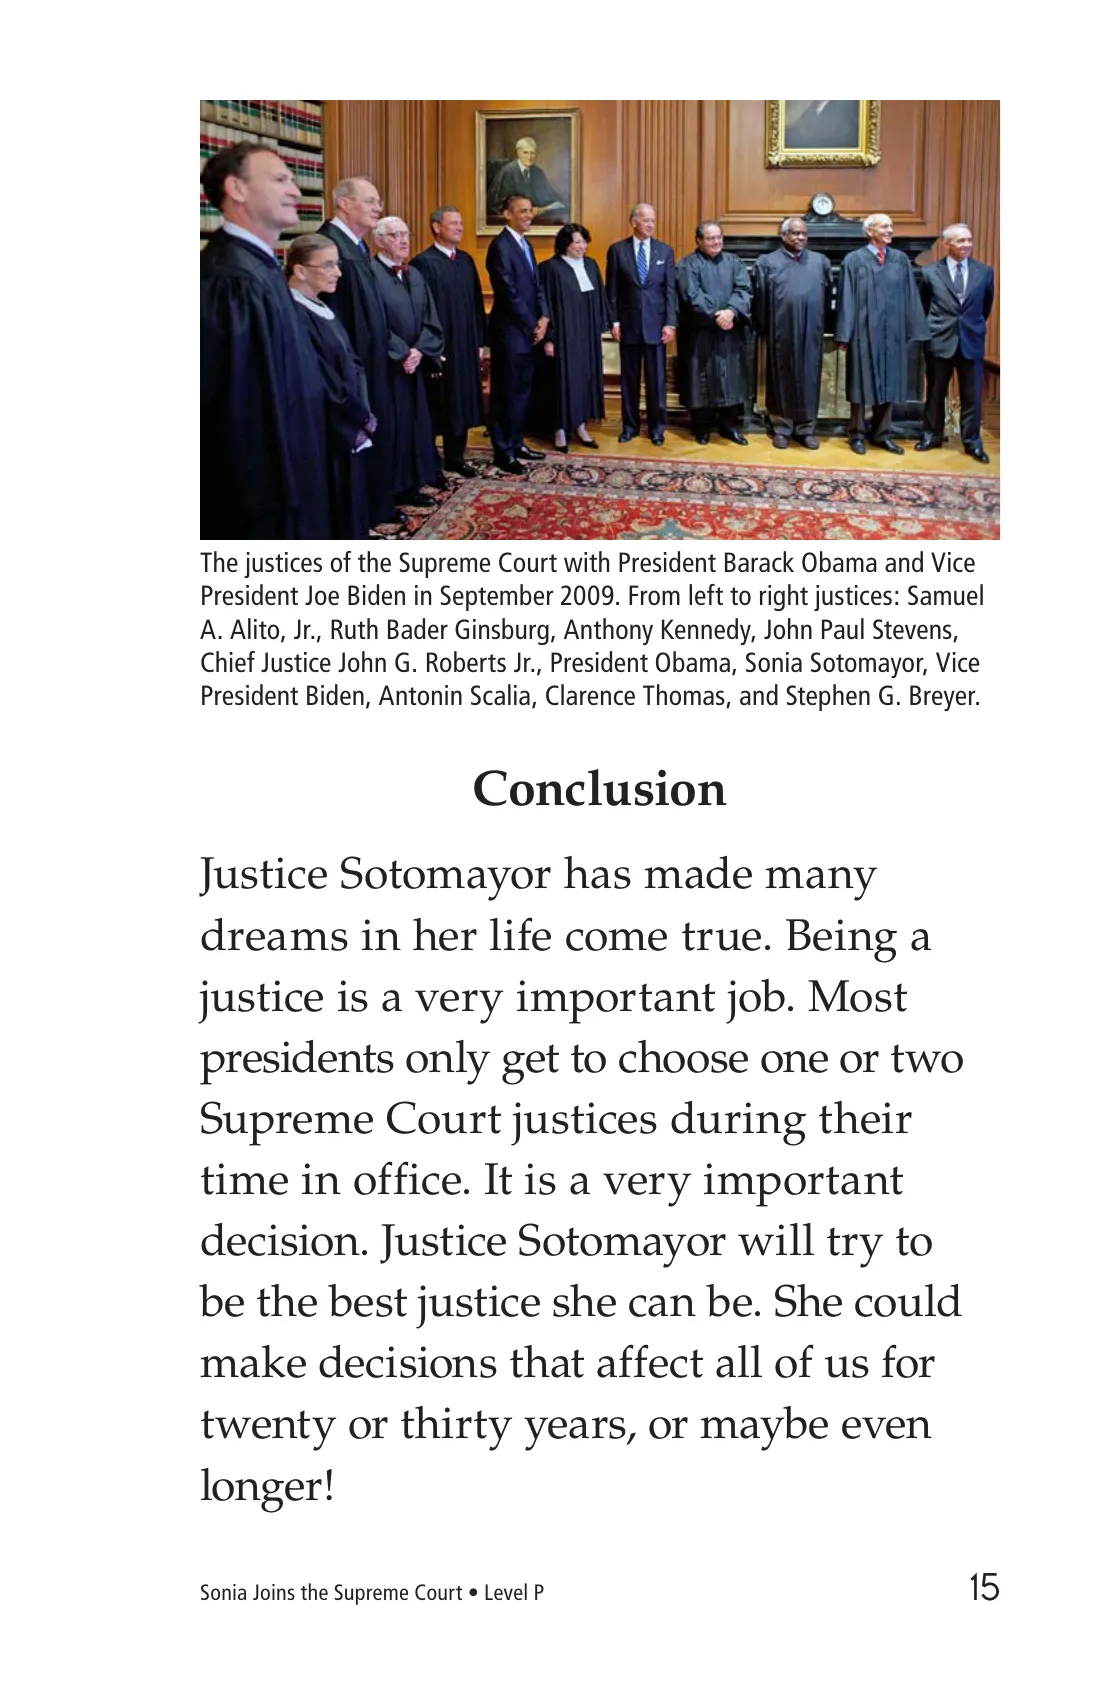 The justices of the Supreme Court with President Barack Obama and Vice
President Joe Biden in September 2009. From left to right justices: Samuel
A. Alito, Jr., Ruth Bader Ginsburg, Anthony Kennedy, John Paul Stevens,
Chief Justice John G. Roberts Jr., President Obama, Sonia Sotomayor, Vice
President Biden, Antonin Scalia, Clarence Thomas, and Stephen G. Breyer.
Conclusion
Justice Sotomayor has made many
dreams in her life come true. Being a
justice is a very important job. Most
presidents only get to choose one or two
Supreme Court justices during their
time in office. It is a very important
decision. Justice Sotomayor will try to
be the best justice she can be. She could
make decisions that affect all of us for
twenty or thirty years, or maybe even
longer!
Sonia Joins the Supreme Court • Level P
15